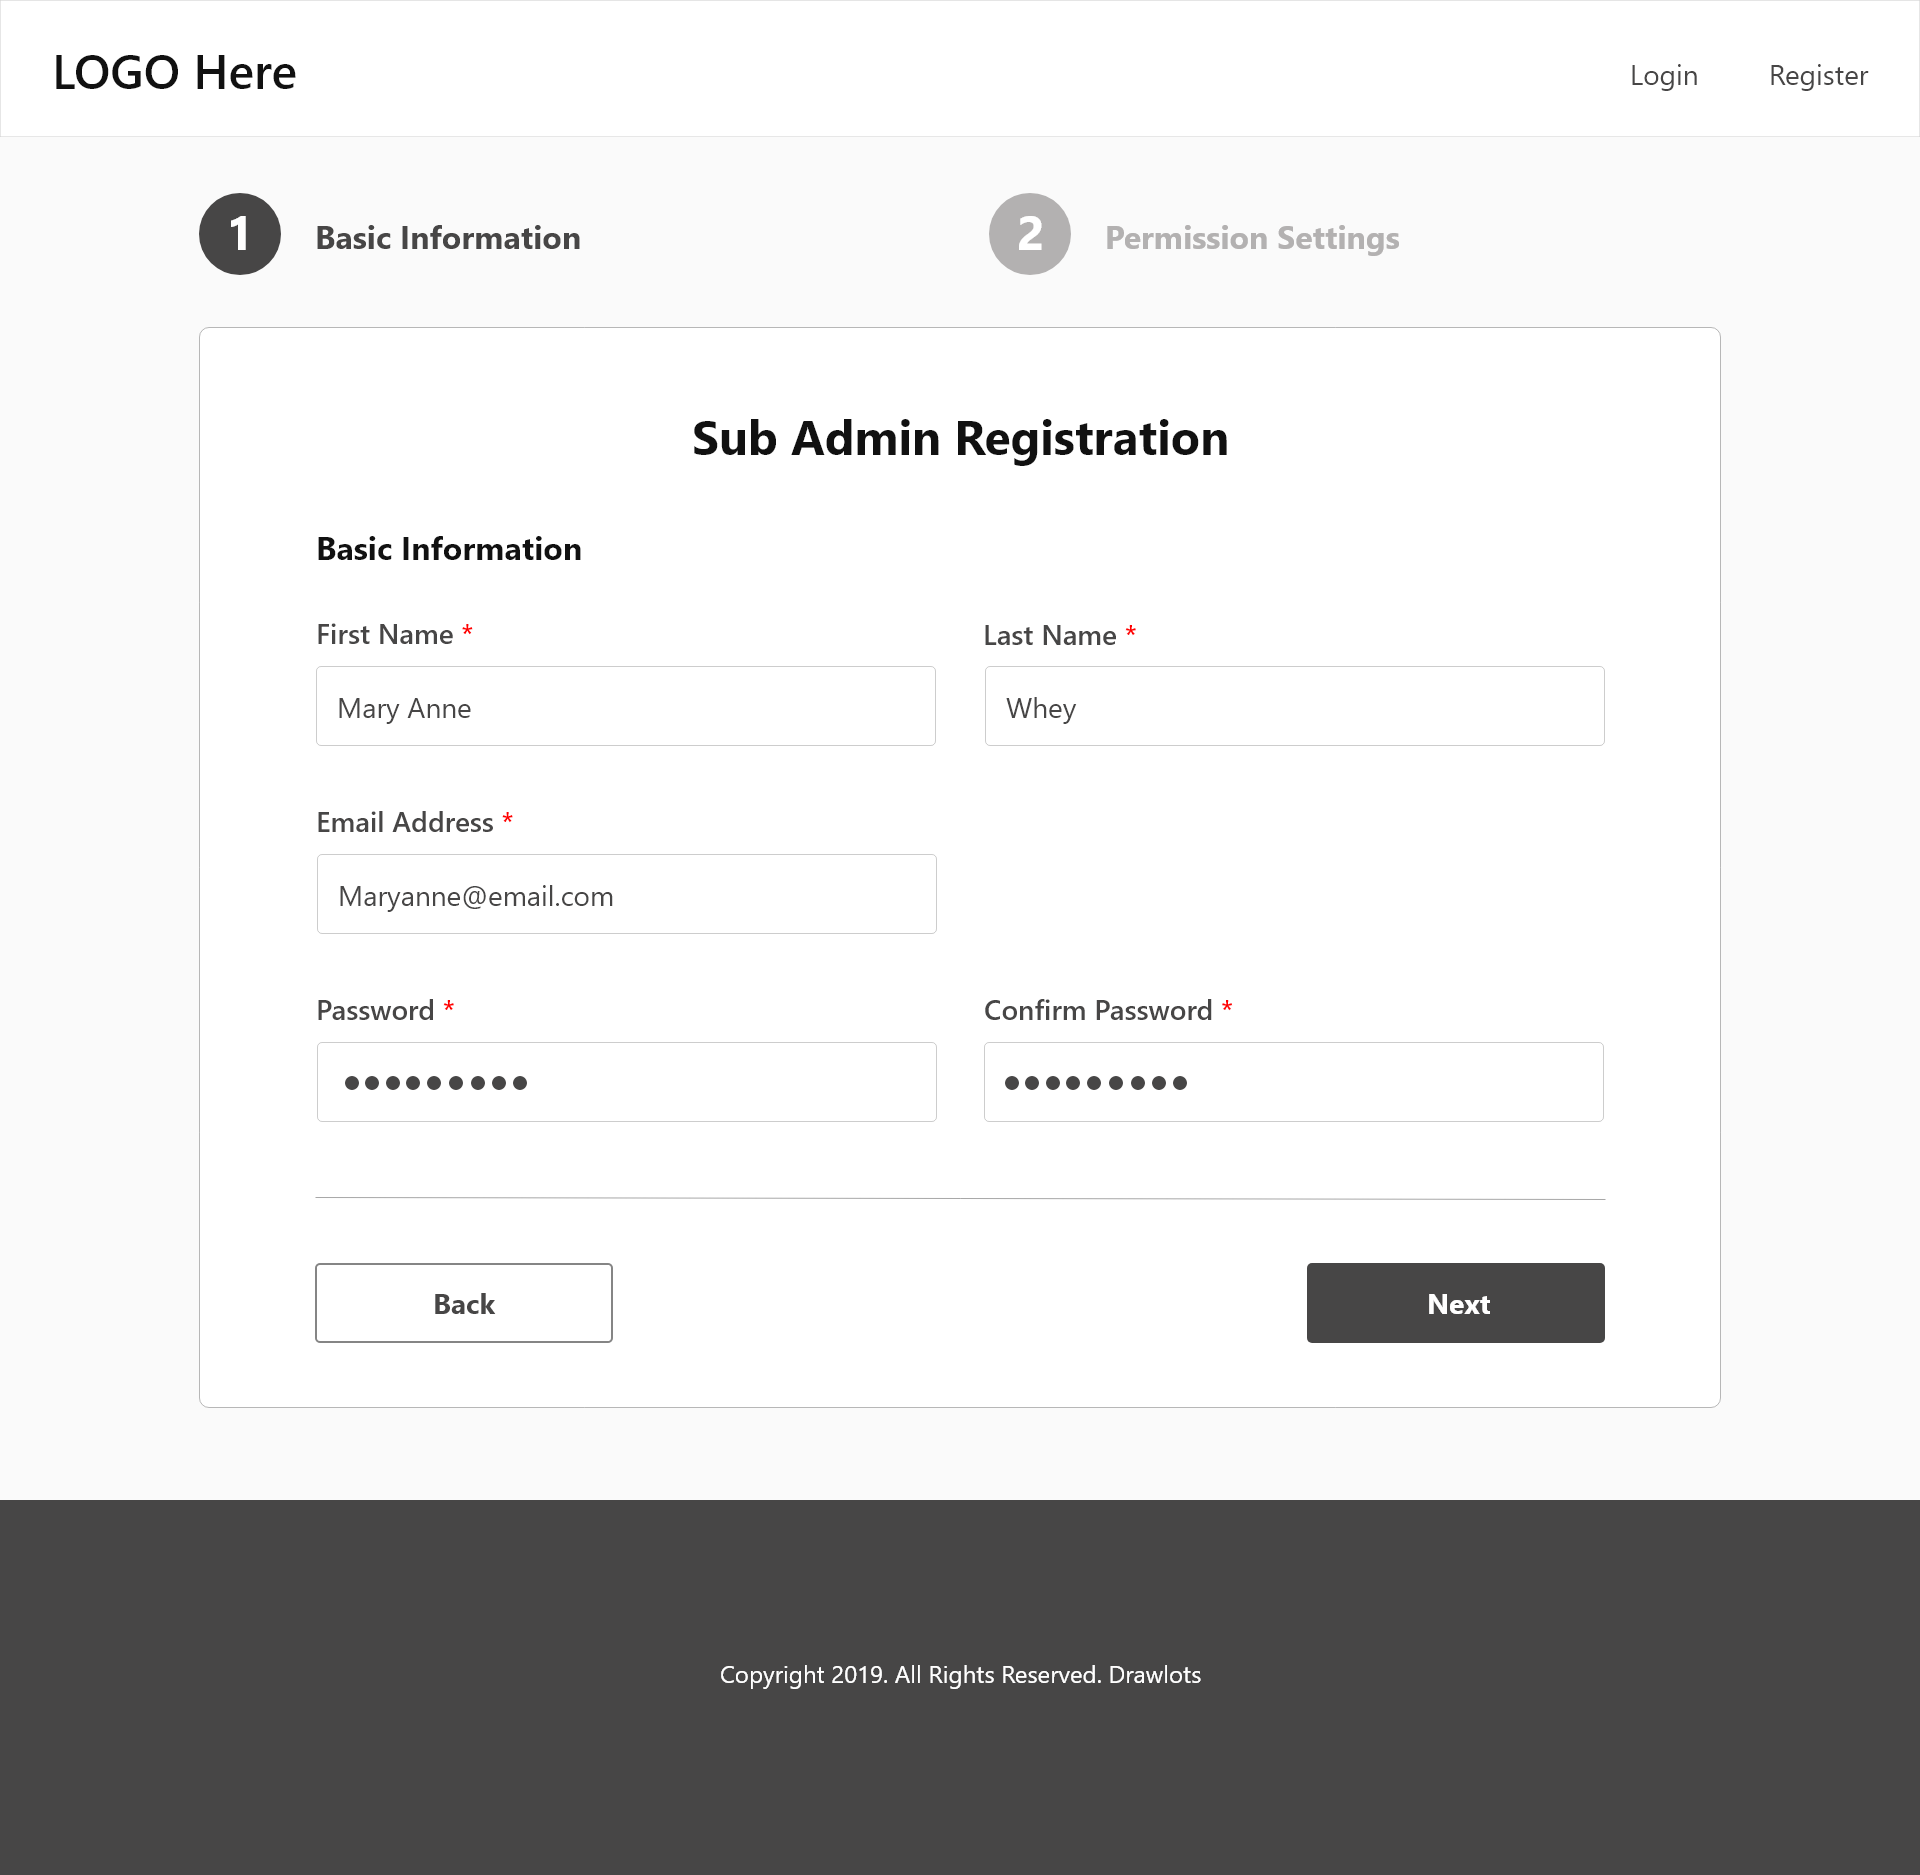 LOGO Here
Login
Register
1
Basic Information
2
Permission Settings
Sub Admin Registration
Basic Information
First Name *
Last Name *
Mary Anne
Whey
Email Address *
Maryanne@email.com
Password *
Confirm Password *
●●●●●●●●●
●●●●●●●●●
Back
Next
Copyright 2019. All Rights Reserved. Drawlots